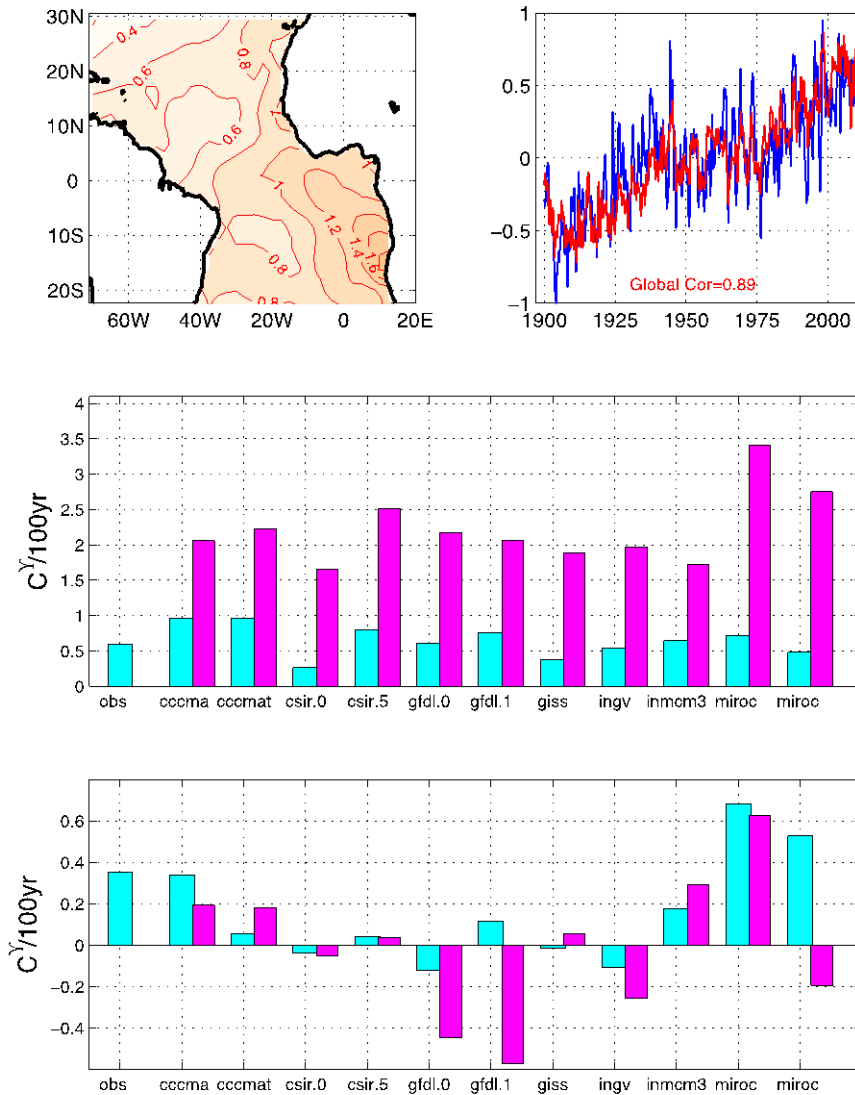 30N
20N
10N
0
10S
20S
60W
40W
20W
0
20E
0.4
0.6
0.8
0.6
1
1
1
1.2
1.4
1.6
0.8
0.8
1
0.5
0
−0.5
−1
1900
1925
1950
1975
2000
Global Cor=0.89
4
3.5
3
2.5
2
1.5
1
0.5
0
C^γ/100yr
obs
cccma
cccmat
csir.0
csir.5
gfdl.0
gfdl.1
giss
ingv
inmcm3
miroc
miroc
0.6
0.4
0.2
0
−0.2
−0.4
C^γ/100yr
obs
cccma
cccmat
csir.0
csir.5
gfdl.0
gfdl.1
giss
ingv
inmcm3
miroc
miroc